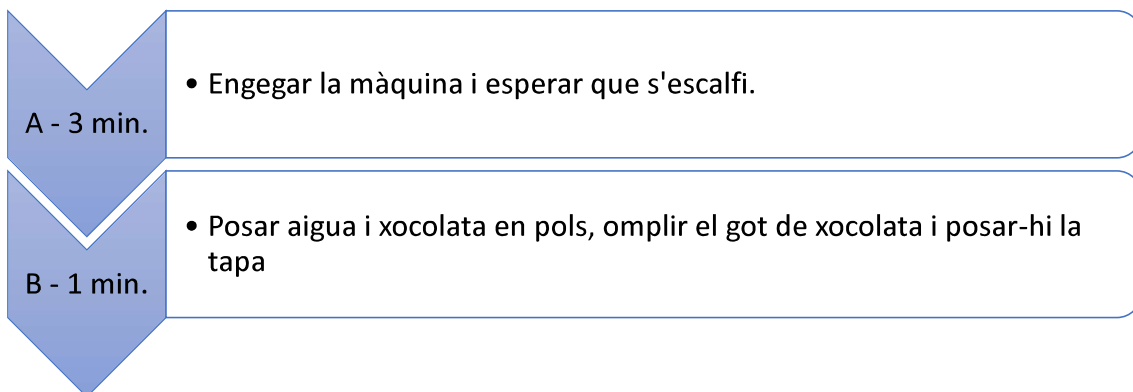 A - 3 min.
• Engegar la màquina i esperar que s'escalfi.
B - 1 min.
• Posar aigua i xocolata en pols, omplir el got de xocolata i posar-hi la
tapa